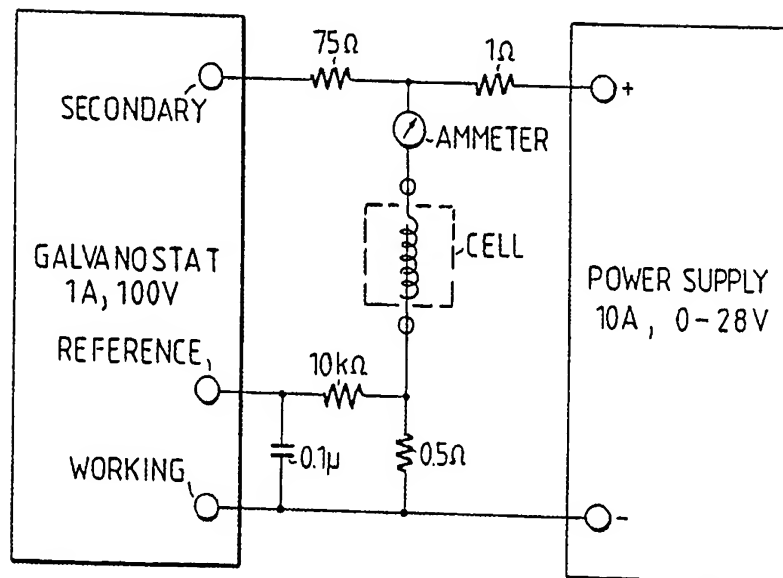 75Ω
1Ω
SECONDARY
+
AMMETER
GALVANOSTAT
1A, 100V
CELL
POWER SUPPLY
10A, 0-28V
REFERENCE
10kΩ
WORKING
0.1μ
0.5Ω
-